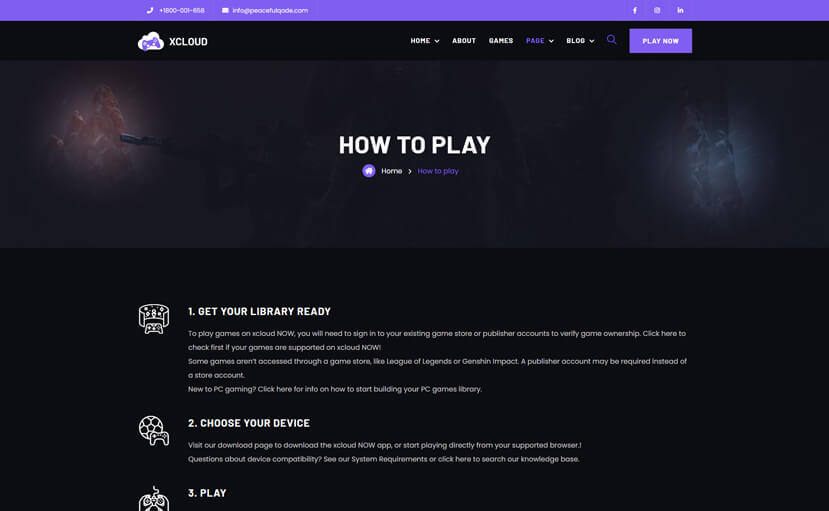 +1800-001-658 info@peacefulqode.com
XCLOUD HOME ABOUT GAMES PAGE BLOG PLAY NOW
HOW TO PLAY
Home > How to play
1. GET YOUR LIBRARY READY
To play games on xcloud NOW, you will need to sign in to your existing game store or publisher accounts to verify game ownership. Click here to
check first if your games are supported on xcloud NOW!
Some games aren't accessed through a game store, like League of Legends or Genshin Impact. A publisher account may be required instead of
a store account.
New to PC gaming? Click here for info on how to start building your PC games library.
2. CHOOSE YOUR DEVICE
Visit our download page to download the xcloud NOW app, or start playing directly from your supported browser.!
Questions about device compatibility? See our System Requirements or click here to search our knowledge base.
3. PLAY